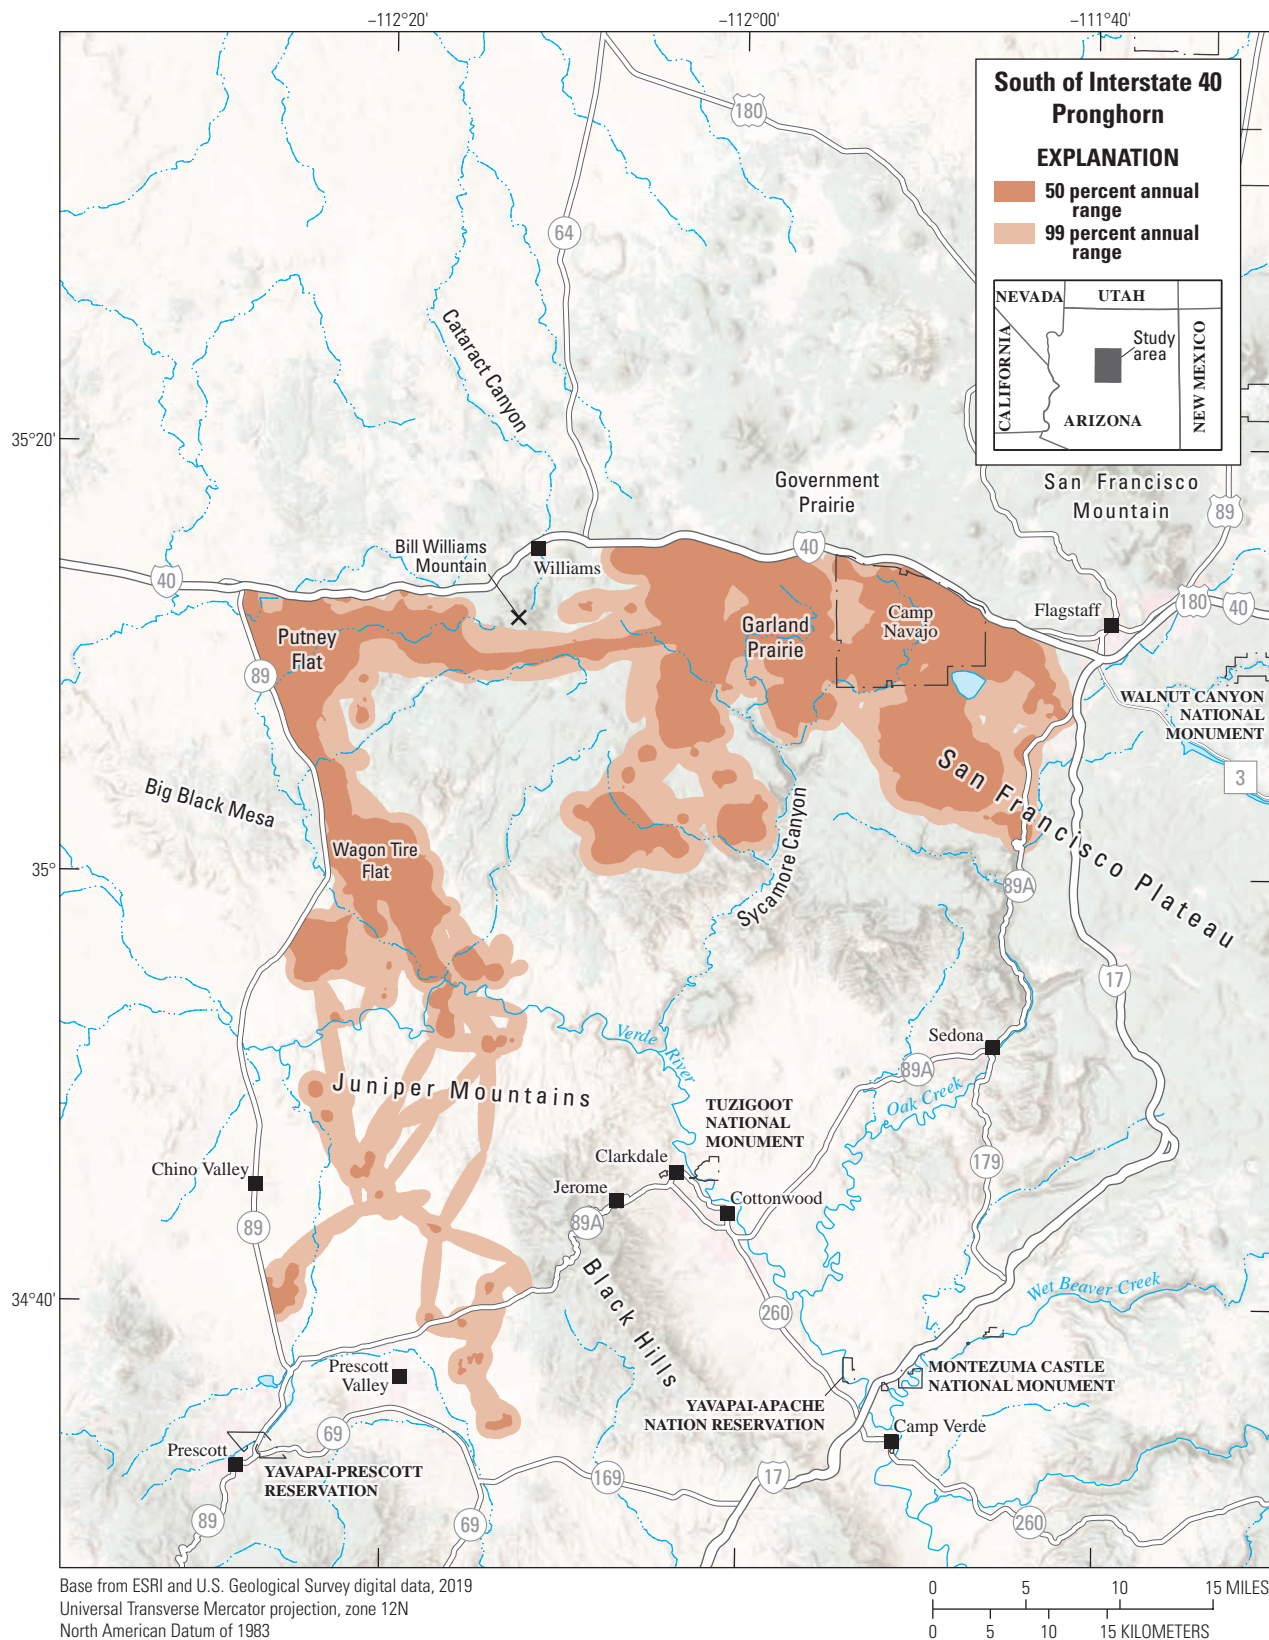 −112°20'
−112°00'
−111°40'
South of Interstate 40
Pronghorn
EXPLANATION
50 percent annual
range
99 percent annual
range
NEVADA
UTAH
CALIFORNIA
Study
area
NEW MEXICO
ARIZONA
180
64
Cataract Canyon
35°20'
Government
Prairie
San Francisco
Mountain
89
Bill Williams
Mountain
Williams
40
40
Putney
Flat
Garland
Prairie
Camp
Navajo
Flagstaff
180
40
89
WALNUT CANYON
NATIONAL
MONUMENT
3
San Francisco Plateau
Big Black Mesa
Wagon Tire
Flat
Sycamore Canyon
35°
89A
17
Verde River
Sedona
89A
Oak Creek
Juniper Mountains
TUZIGOOT
NATIONAL
MONUMENT
Clarkdale
Chino Valley
Jerome
Cottonwood
179
89
89A
Black Hills
Wet Beaver Creek
34°40'
260
Prescott
Valley
MONTEZUMA CASTLE
NATIONAL MONUMENT
YAVAPAI-APACHE
NATION RESERVATION
Camp Verde
69
Prescott
YAVAPAI-PRESCOTT
RESERVATION
169
17
89
69
260
Base from ESRI and U.S. Geological Survey digital data, 2019
Universal Transverse Mercator projection, zone 12N
North American Datum of 1983
0 5 10 15 MILES
0 5 10 15 KILOMETERS